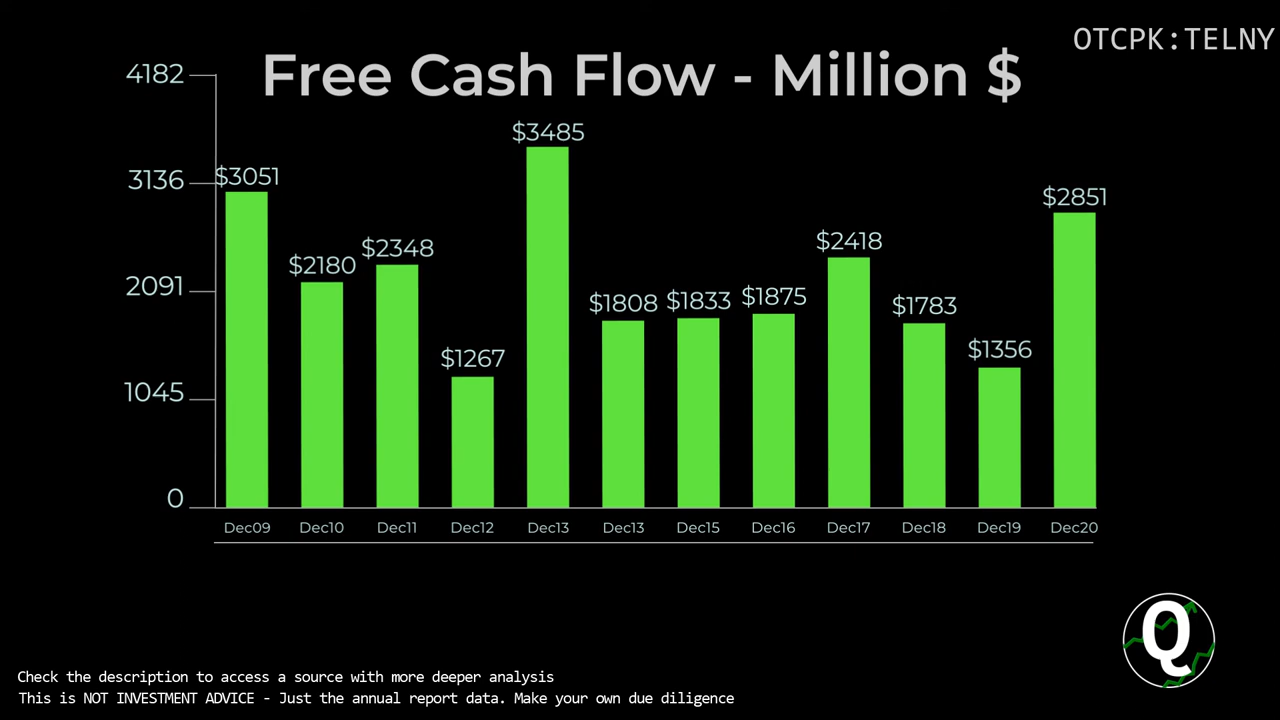 OTCPK:TELNY
Free Cash Flow - Million $
4182
3136
2091
1045
0
$3051
$2180
$2348
$1267
$3485
$1808
$1833
$1875
$2418
$1783
$1356
$2851
Dec09 Dec10 Dec11 Dec12 Dec13 Dec13 Dec15 Dec16 Dec17 Dec18 Dec19 Dec20
Q
Check the description to access a source with more deeper analysis
This is NOT INVESTMENT ADVICE - Just the annual report data. Make your own due diligence